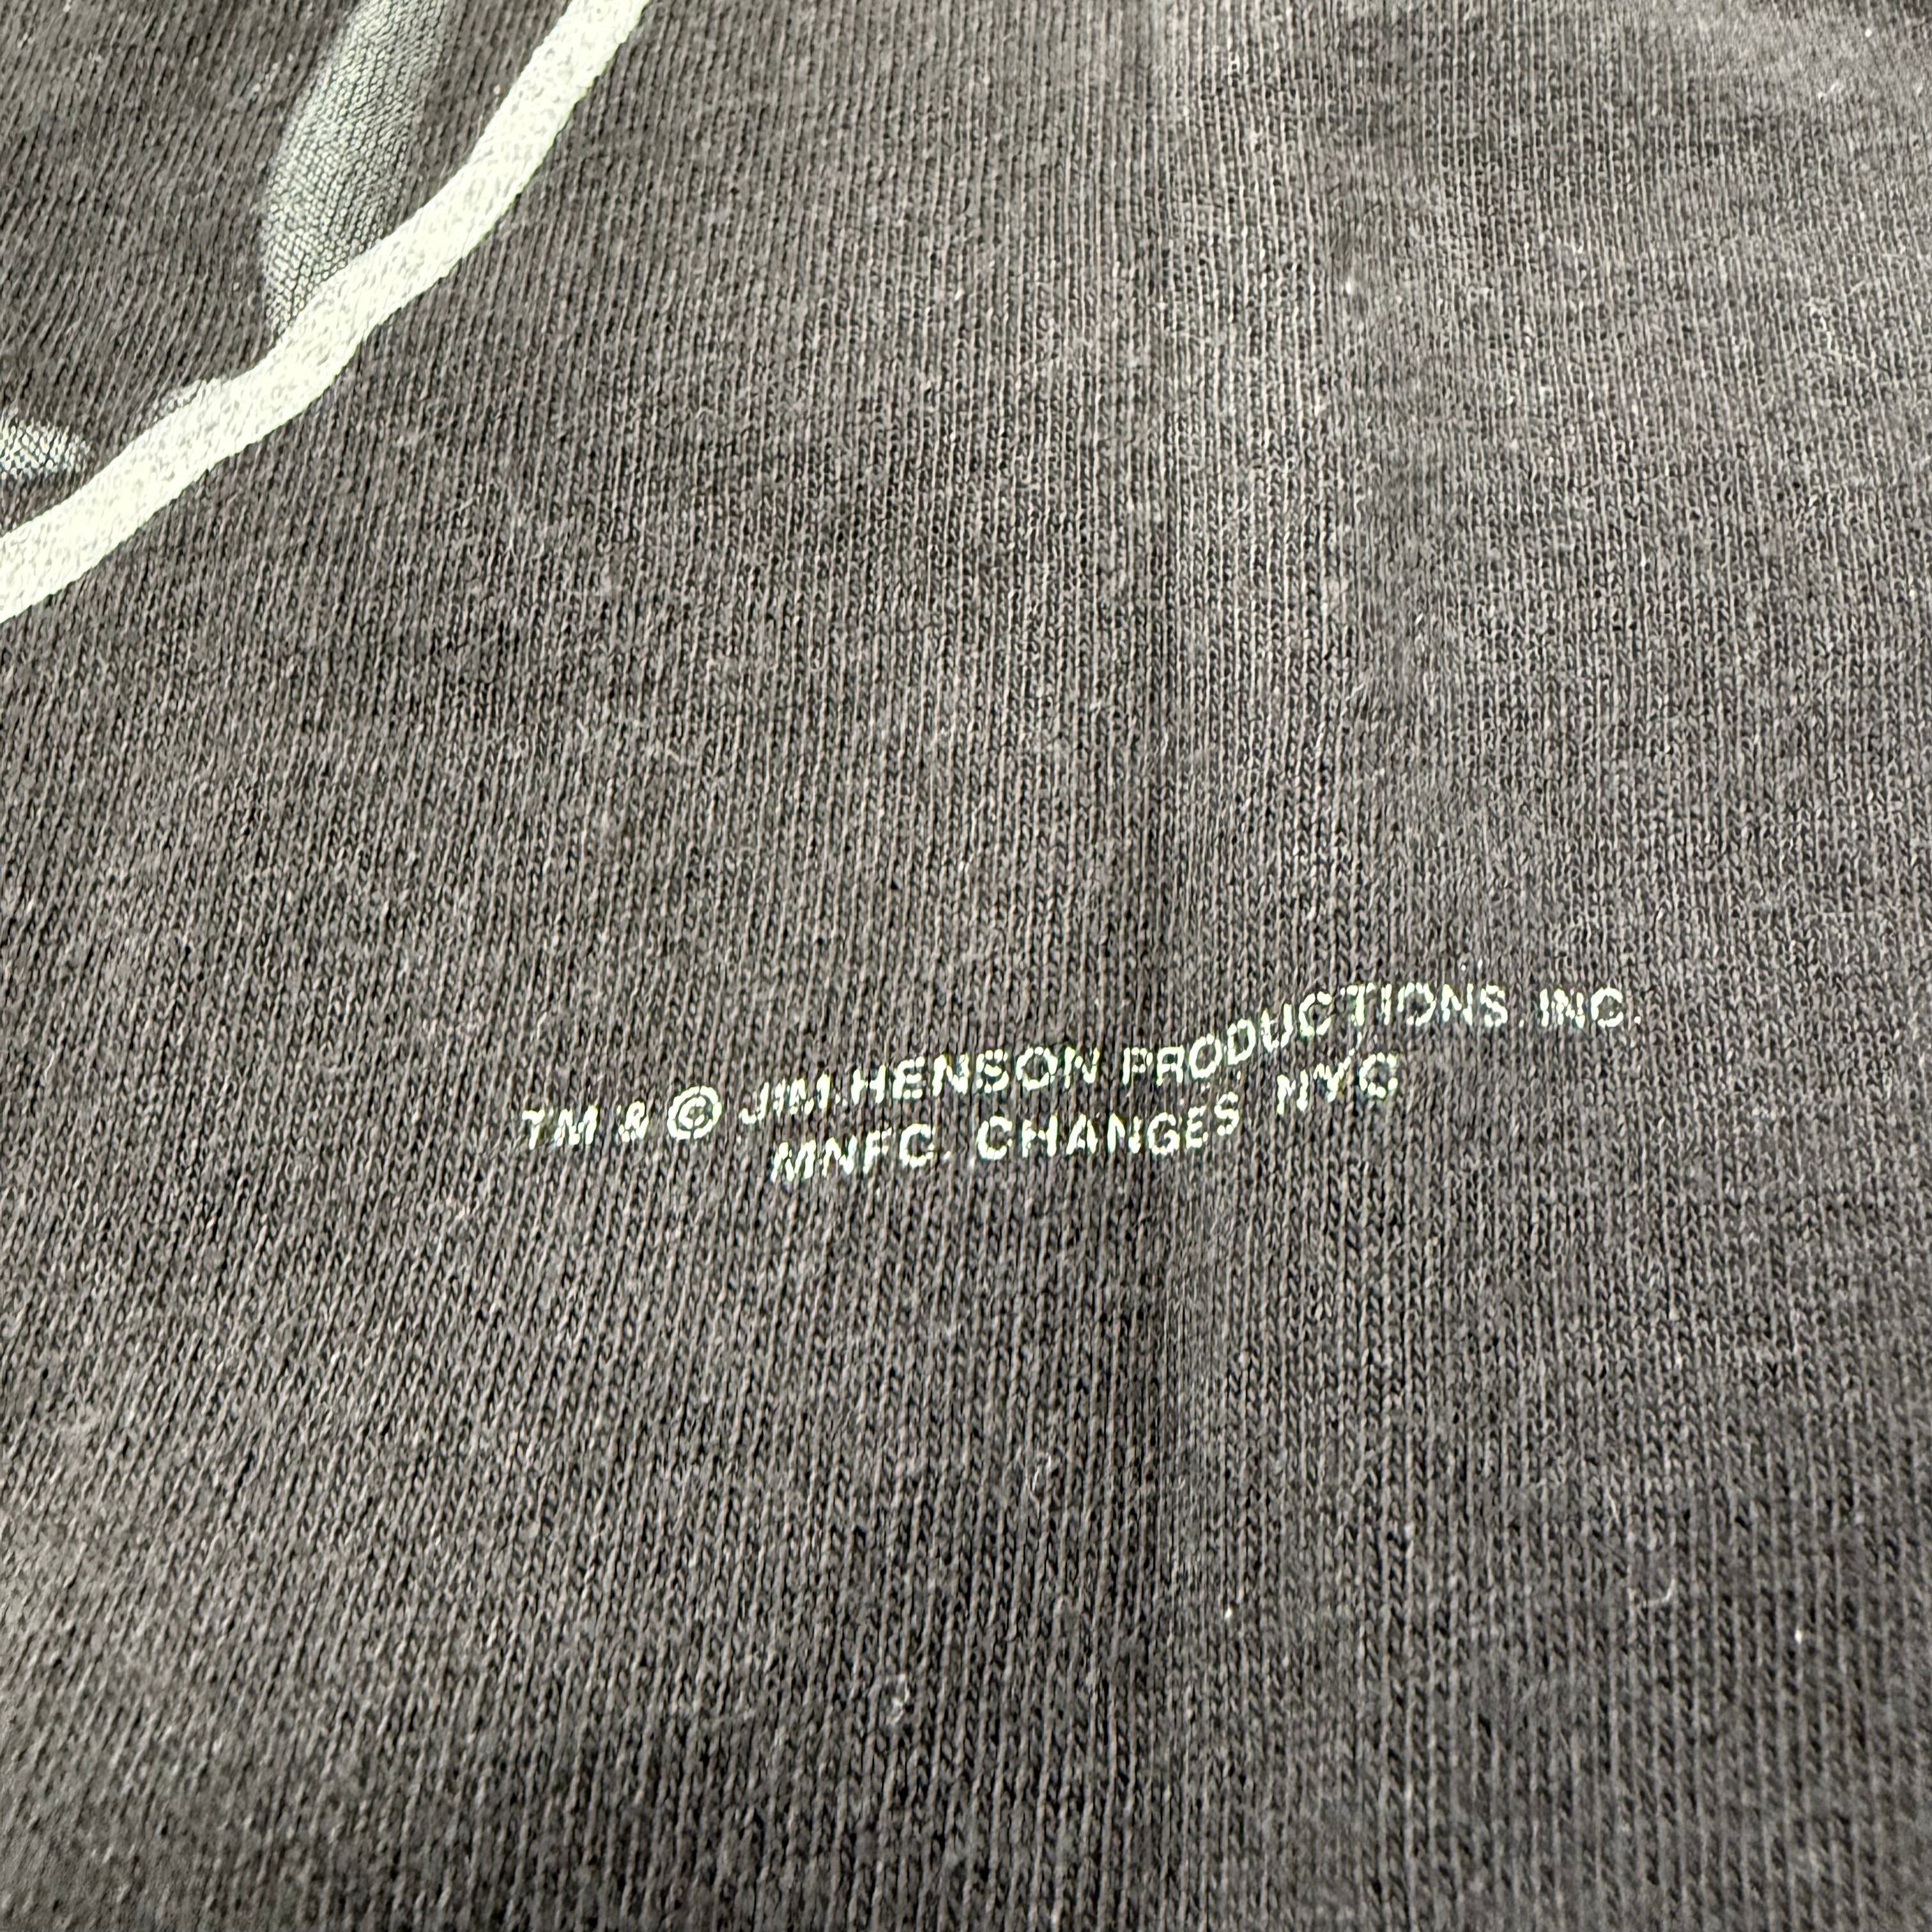 TM & © JIM HENSON PRODUCTIONS, INC.
MNFG. CHANGES NYC